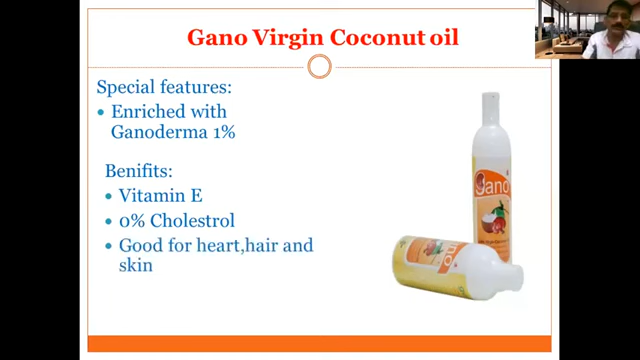 Gano Virgin Coconut oil
Special features:
Enriched with
Ganoderma 1%
Benifits:
Vitamin E
0% Cholestrol
Good for heart,hair and
skin
gano